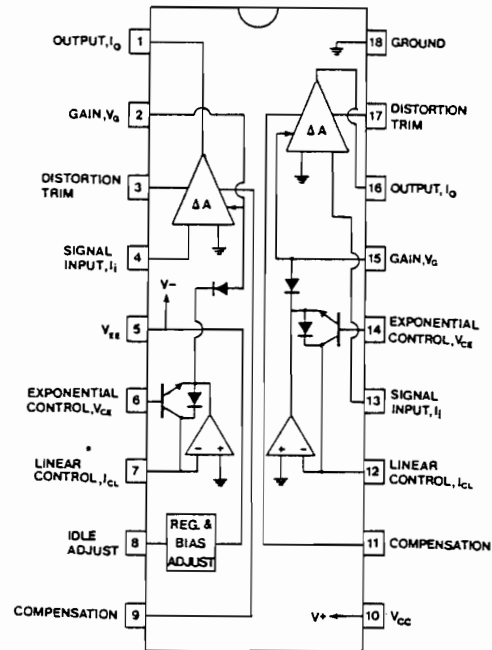 OUTPUT, IO
1
GAIN, VG
2
DISTORTION
TRIM
3
SIGNAL
INPUT, Ii
4
V-
VEE
5
EXPONENTIAL
CONTROL, VCE
6
LINEAR
CONTROL, ICL
7
IDLE
ADJUST
8
REG. &
BIAS
ADJUST
COMPENSATION
9
ΔA
- +
18
GROUND
17
DISTORTION
TRIM
16
OUTPUT, IO
15
GAIN, VG
14
EXPONENTIAL
CONTROL, VCE
13
SIGNAL
INPUT, Ii
12
LINEAR
CONTROL, ICL
11
COMPENSATION
V+
10
VCC
ΔA
+ -